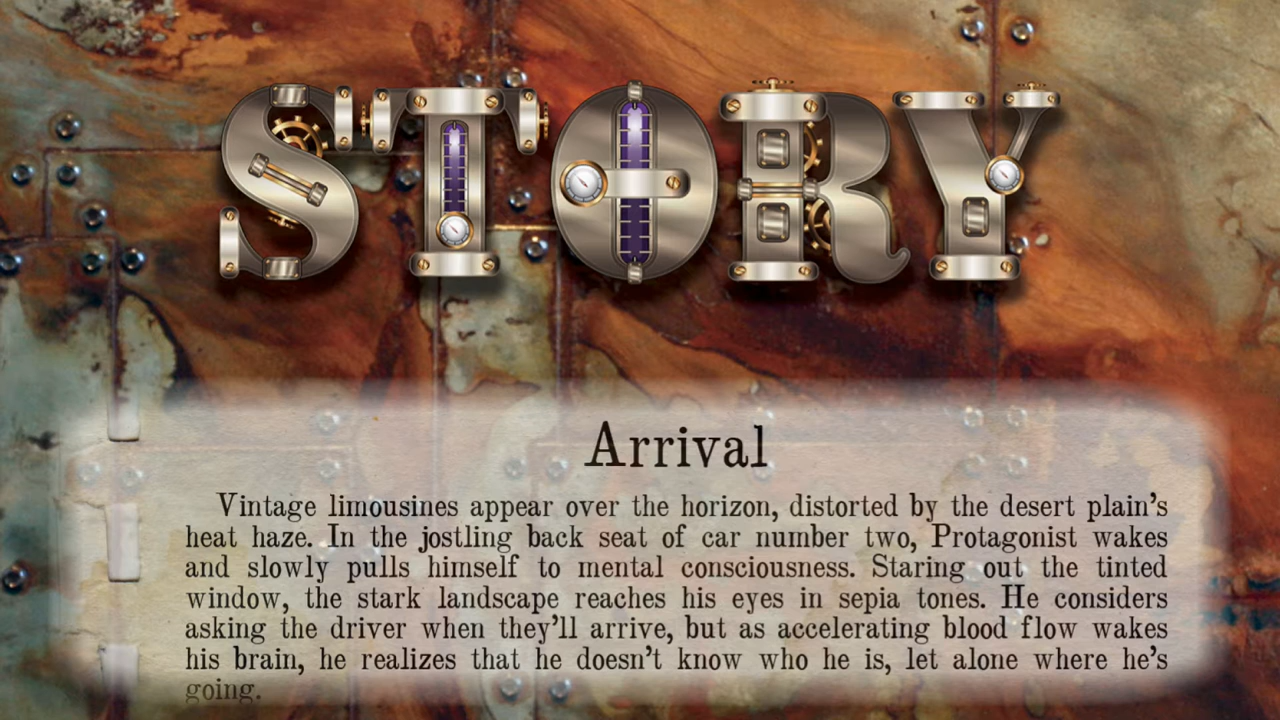 STORY
Arrival
Vintage limousines appear over the horizon, distorted by the desert plain's
heat haze. In the jostling back seat of car number two, Protagonist wakes
and slowly pulls himself to mental consciousness. Staring out the tinted
window, the stark landscape reaches his eyes in sepia tones. He considers
asking the driver when they'll arrive, but as accelerating blood flow wakes
his brain, he realizes that he doesn't know who he is, let alone where he's
going.